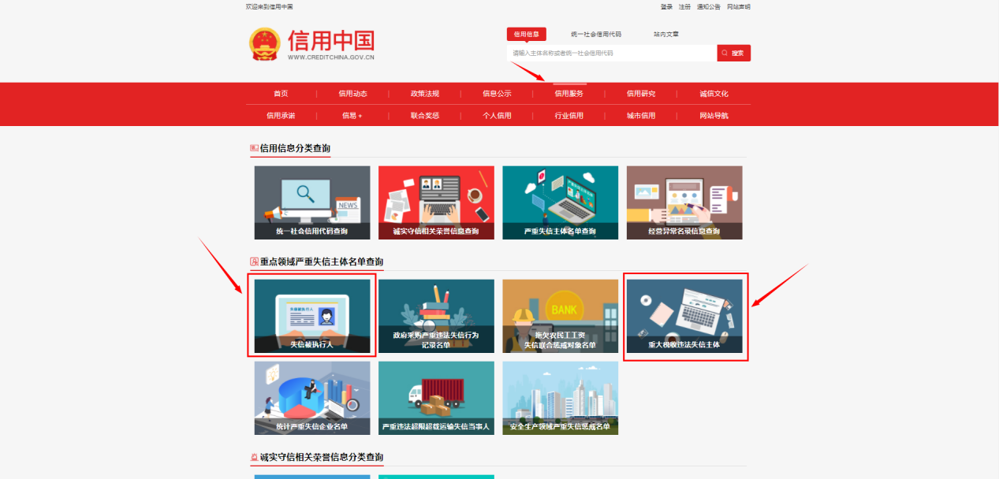 欢迎来到信用中国
登录 注册 通知公告 网站声明
信用中国
WWW.CREDITCHINA.GOV.CN
信用信息 统一社会信用代码 站内文章
请输入主体名称或者统一社会信用代码 搜索
首页 | 信用动态 | 政策法规 | 信息公示 | 信用服务 | 信用研究 | 诚信文化
信用承诺 | 信易+ | 联合奖惩 | 个人信用 | 行业信用 | 城市信用 | 网站导航
信用信息分类查询
NEWS
统一社会信用代码查询
诚实守信相关荣誉信息查询
严重失信主体名单查询
经营异常名录信息查询
重点领域严重失信主体名单查询
失信被执行人
失信被执行人
政府采购严重违法失信行为
记录名单
BANK
拖欠农民工工资
失信联合惩戒对象名单
重大税收违法失信主体
统计严重失信企业名单
严重违法超限超载运输失信当事人
安全生产领域严重失信惩戒名单
诚实守信相关荣誉信息分类查询